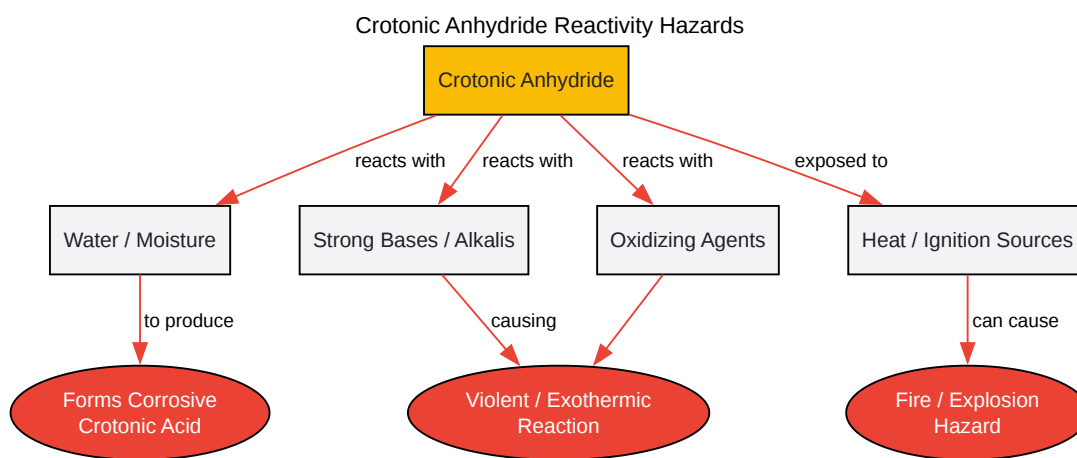 Crotonic Anhydride Reactivity Hazards
Crotonic Anhydride
reacts with
reacts with
reacts with
exposed to
Water / Moisture
Strong Bases / Alkalis
Oxidizing Agents
Heat / Ignition Sources
to produce
causing
can cause
Forms Corrosive
Crotonic Acid
Violent / Exothermic
Reaction
Fire / Explosion
Hazard